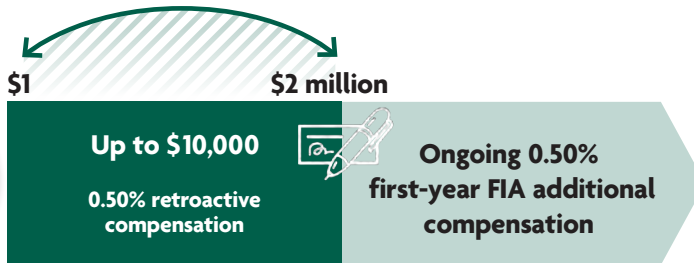 $1
$2 million
Up to $10,000
0.50% retroactive
compensation
Ongoing 0.50%
first-year FIA additional
compensation